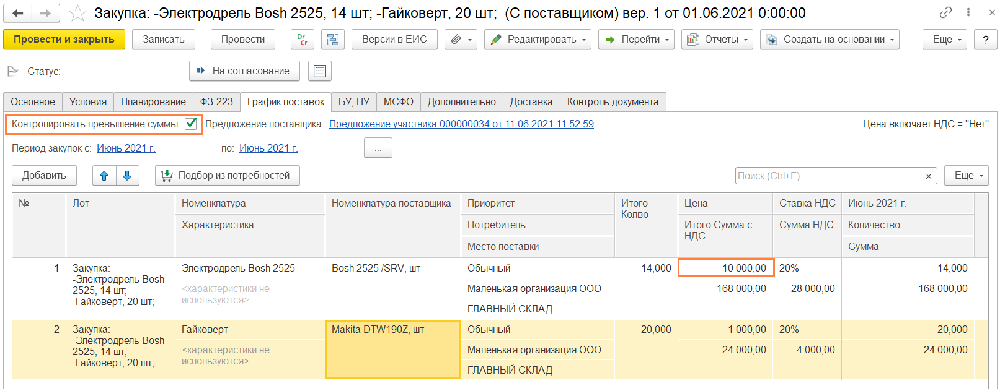 Закупка: -Электродрель Bosh 2525, 14 шт; -Гайковерт, 20 шт;  (С поставщиком) вер. 1 от 01.06.2021 0:00:00
Провести и закрыть Записать Провести Dr Cr Версии в ЕИС Редактировать Перейти Отчеты Создать на основании Еще ?
Статус: На согласование
Основное Условия Планирование ФЗ-223 График поставок БУ, НУ МСФО Дополнительно Доставка Контроль документа
Контролировать превышение суммы: Предложение поставщика: Предложение участника 000000034 от 11.06.2021 11:52:59 Цена включает НДС = "Нет"
Период закупок с: Июнь 2021 г. по: Июнь 2021 г. ...
Добавить Подбор из потребностей Поиск (Ctrl+F) × Еще
№ Лот Номенклатура Номенклатура поставщика Приоритет Итого Колво Цена Ставка НДС Июнь 2021 г.
Характеристика Потребитель Итого Сумма с НДС Сумма НДС Количество
Место поставки Сумма
1 Закупка: Электродрель Bosh 2525 Bosh 2525 /SRV, шт Обычный 14,000 10 000,00 20% 14,000
-Электродрель Bosh
2525, 14 шт; <характеристики не используются> Маленькая организация ООО 168 000,00 28 000,00 168 000,00
-Гайковерт, 20 шт; ГЛАВНЫЙ СКЛАД
2 Закупка: Гайковерт Makita DTW190Z, шт Обычный 20,000 1 000,00 20% 20,000
-Электродрель Bosh
2525, 14 шт; <характеристики не используются> Маленькая организация ООО 24 000,00 4 000,00 24 000,00
-Гайковерт, 20 шт; ГЛАВНЫЙ СКЛАД